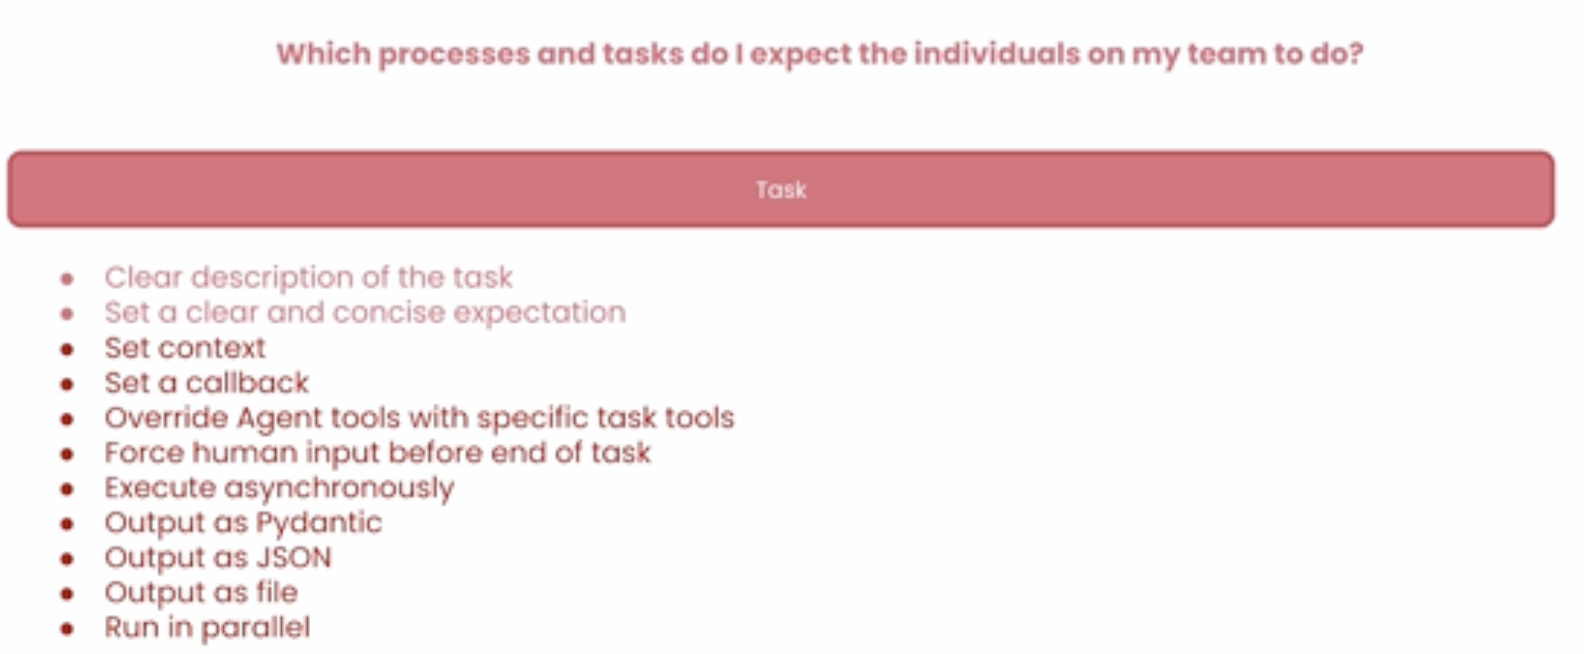 Which processes and tasks do I expect the individuals on my team to do?
Task
• Clear description of the task
• Set a clear and concise expectation
• Set context
• Set a callback
• Override Agent tools with specific task tools
• Force human input before end of task
• Execute asynchronously
• Output as Pydantic
• Output as JSON
• Output as file
• Run in parallel